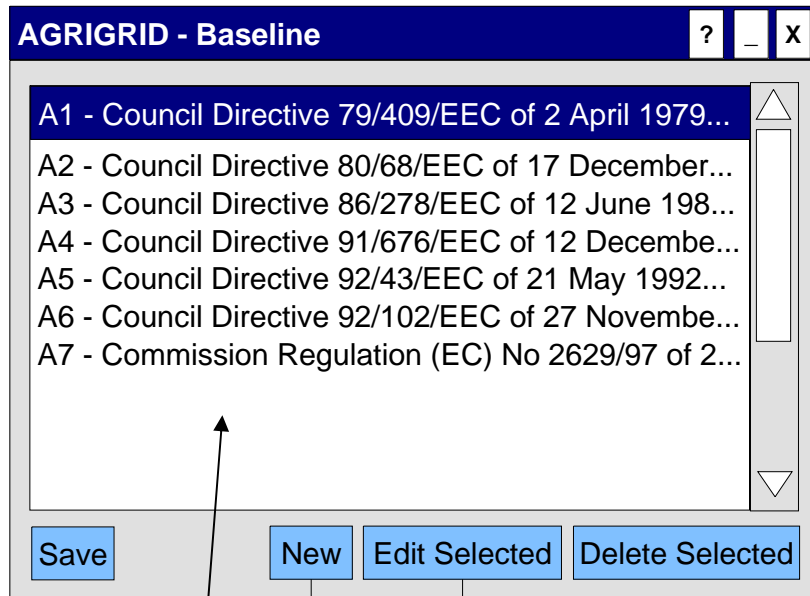 AGRIGRID - Baseline ? _ X
A1 - Council Directive 79/409/EEC of 2 April 1979...
A2 - Council Directive 80/68/EEC of 17 December...
A3 - Council Directive 86/278/EEC of 12 June 198...
A4 - Council Directive 91/676/EEC of 12 Decembe...
A5 - Council Directive 92/43/EEC of 21 May 1992...
A6 - Council Directive 92/102/EEC of 27 Novembe...
A7 - Commission Regulation (EC) No 2629/97 of 2...
Save New Edit Selected Delete Selected